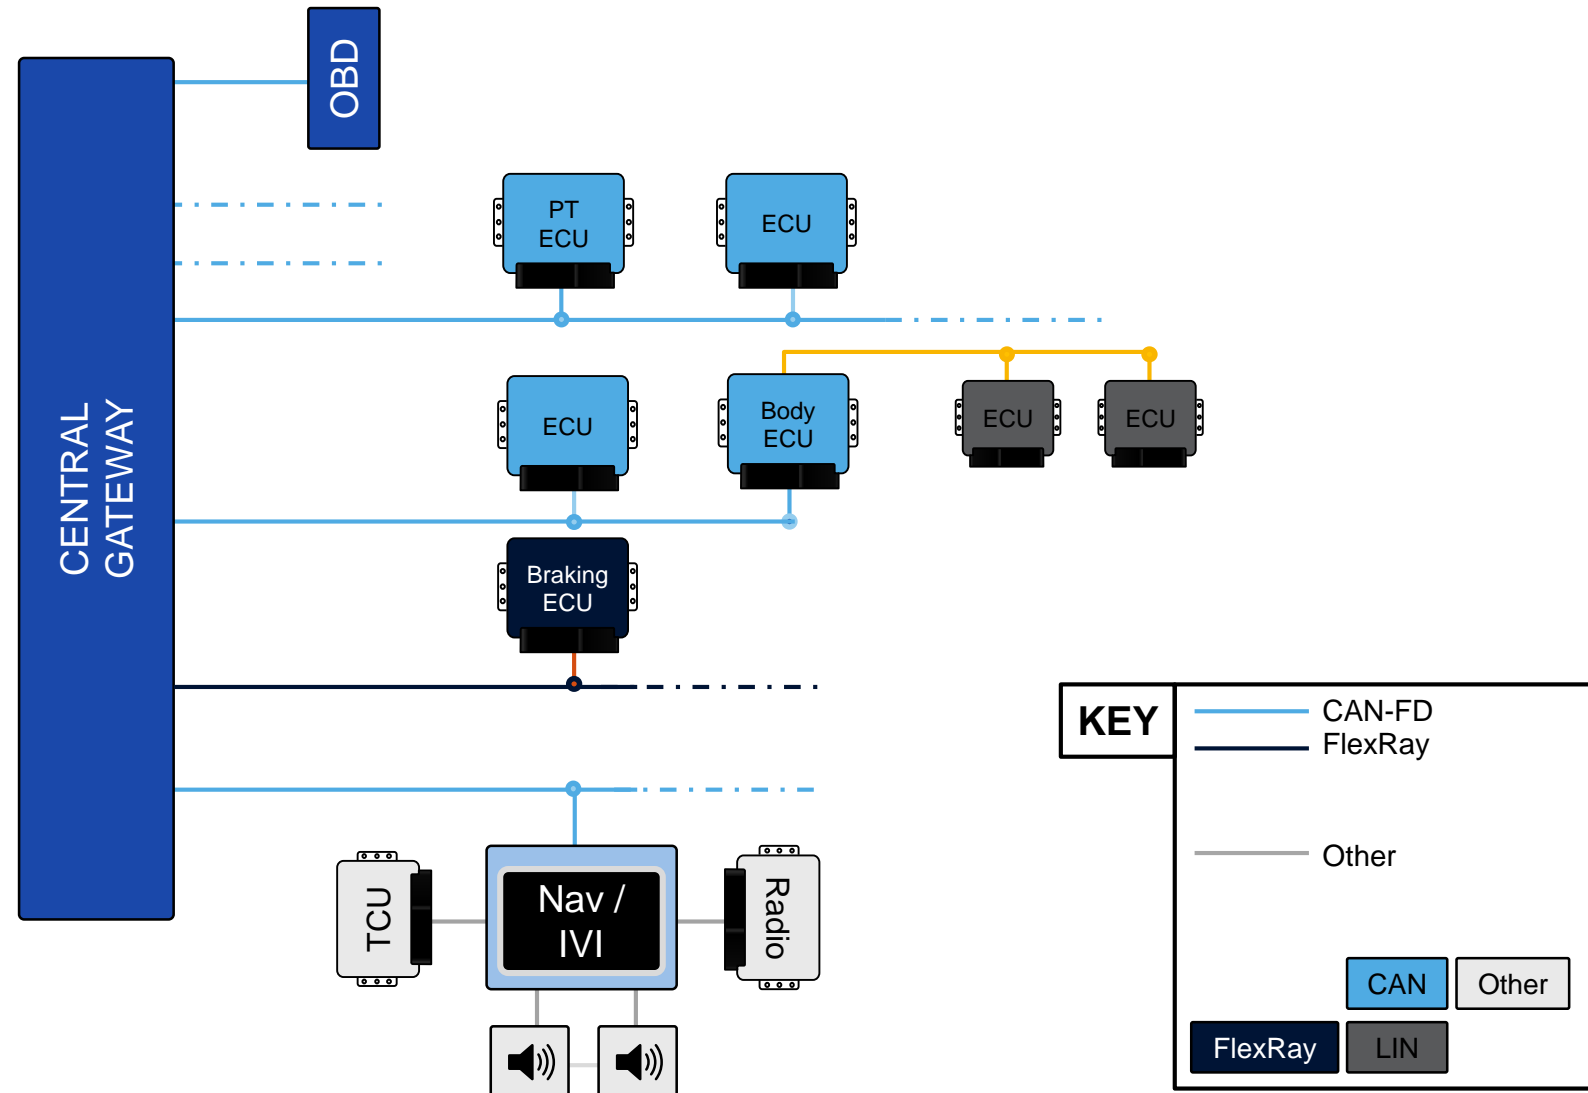 OBD
CENTRAL
GATEWAY
PT
ECU
ECU
ECU
Body
ECU
ECU
ECU
Braking
ECU
KEY
CAN-FD
FlexRay
Other
TCU
Nav /
IVI
Radio
CAN
Other
FlexRay
LIN